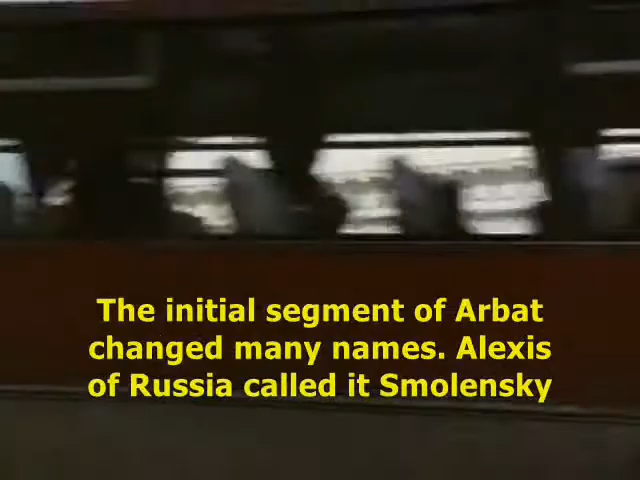 The initial segment of Arbat
changed many names. Alexis
of Russia called it Smolensky